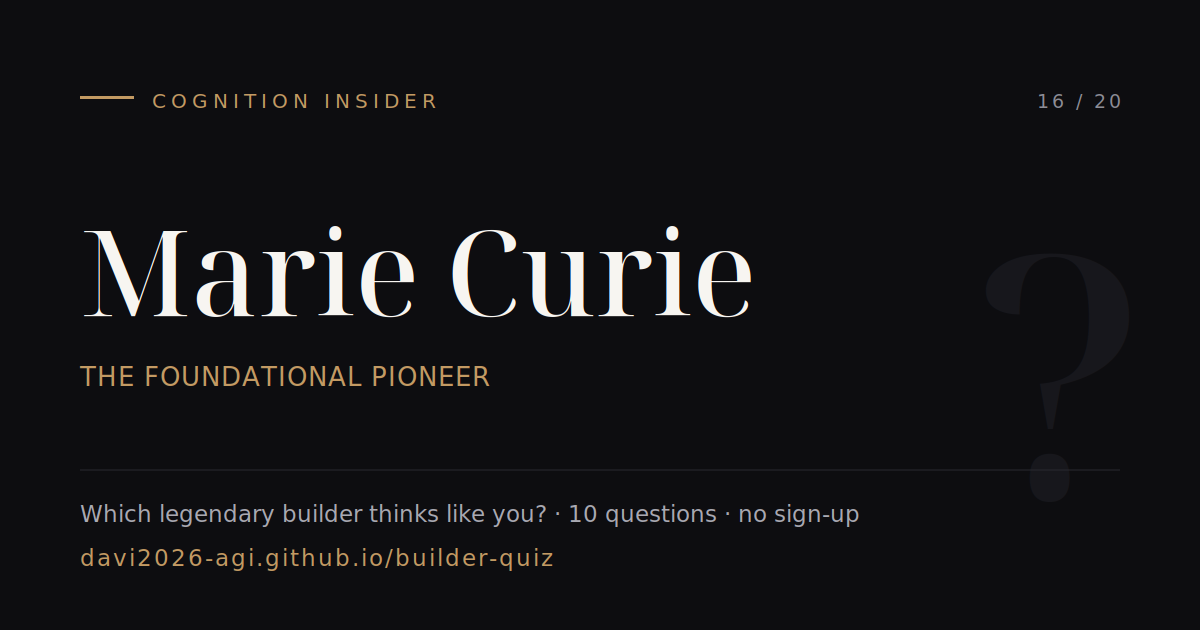 COGNITION INSIDER
16 / 20
Marie Curie
THE FOUNDATIONAL PIONEER
?
Which legendary builder thinks like you? · 10 questions · no sign-up
davi2026-agi.github.io/builder-quiz